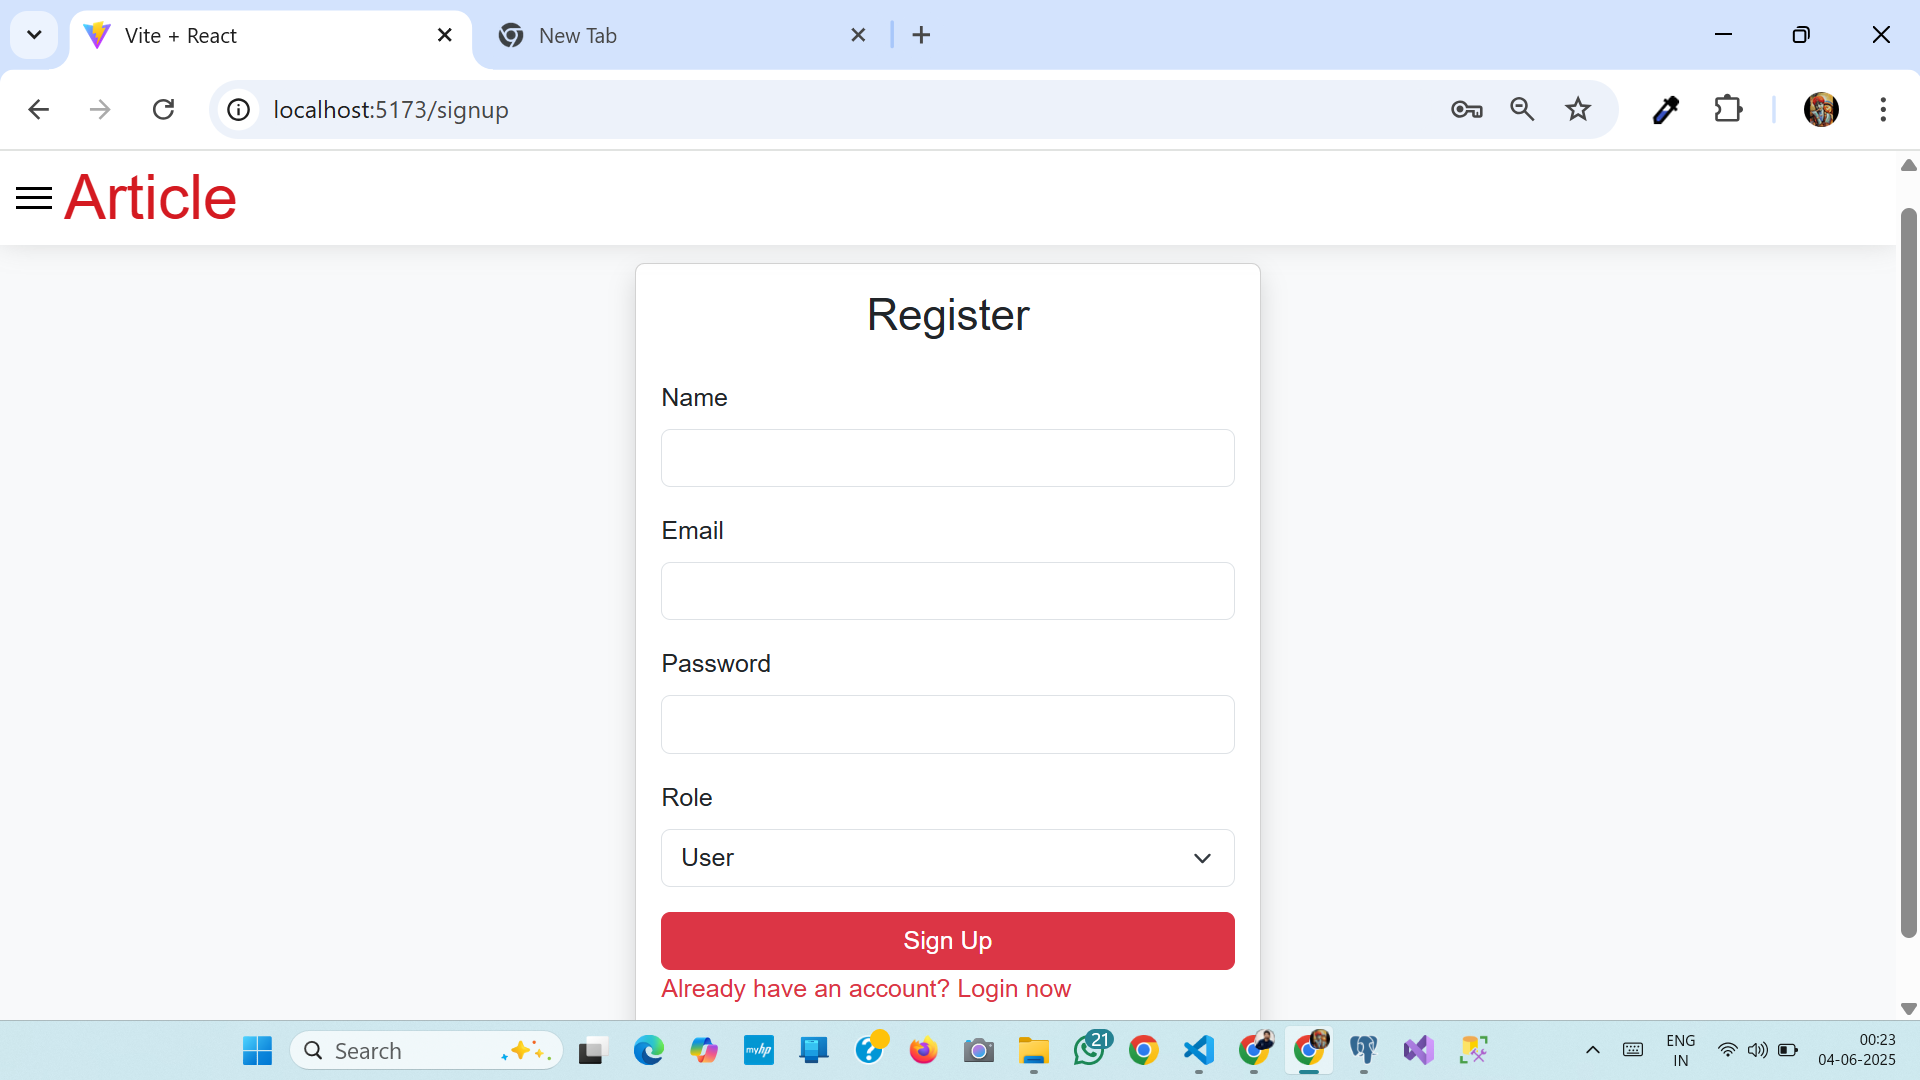 Vite + React
New Tab
localhost:5173/signup
Article
Register
Name
Email
Password
Role
User
Sign Up
Already have an account? Login now
Search
myhp
21
ENG
IN
00:23
04-06-2025